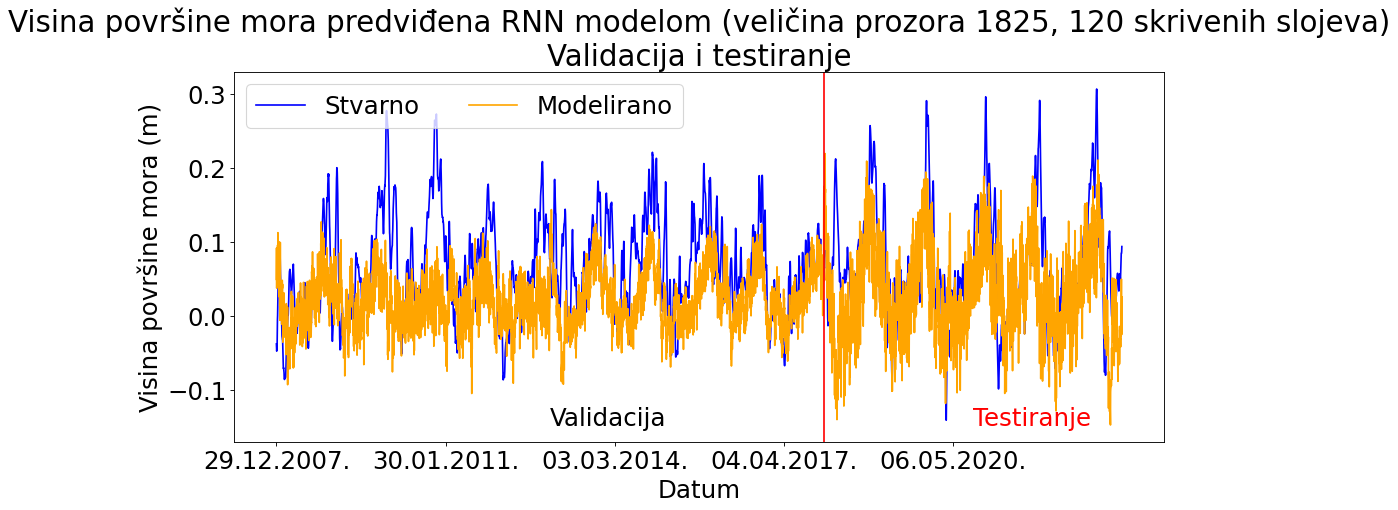 Visina površine mora predviđena RNN modelom (veličina prozora 1825, 120 skrivenih slojeva)
Validacija i testiranje
Stvarno Modelirano
Visina površine mora (m)
0.3
0.2
0.1
0.0
−0.1
Validacija
Testiranje
29.12.2007. 30.01.2011. 03.03.2014. 04.04.2017. 06.05.2020.
Datum